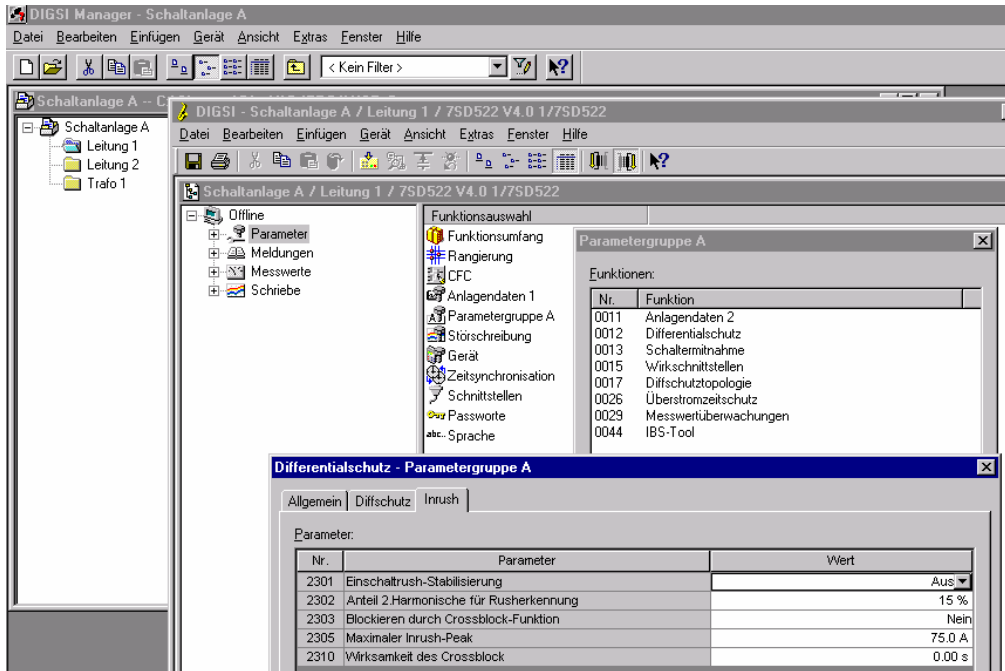 DIGSI Manager - Schaltanlage A
Datei Bearbeiten Einfügen Gerät Ansicht Extras Fenster Hilfe
< Kein Filter >
Schaltanlage A -- 
Schaltanlage A
Leitung 1
Leitung 2
Trafo 1
DIGSI - Schaltanlage A / Leitung 1 / 7SD522 V4.0 1/7SD522
Datei Bearbeiten Einfügen Gerät Ansicht Extras Fenster Hilfe
Schaltanlage A / Leitung 1 / 7SD522 V4.0 1/7SD522
Offline
Parameter
Meldungen
Messwerte
Schriebe
Funktionsauswahl
Funktionsumfang
Rangierung
CFC
Anlagendaten 1
Parametergruppe A
Störschreibung
Gerät
Zeitsynchronisation
Schnittstellen
Passworte
abc.. Sprache
Parametergruppe A
Funktionen:
Nr. Funktion
0011 Anlagendaten 2
0012 Differentialschutz
0013 Schaltermitnahme
0015 Wirkschnittstellen
0017 Diffschutztopologie
0026 Überstromzeitschutz
0029 Messwertüberwachungen
0044 IBS-Tool
Differentialschutz - Parametergruppe A
Allgemein Diffschutz Inrush
Parameter:
Nr. Parameter Wert
2301 Einschaltrush-Stabilisierung Aus
2302 Anteil 2.Harmonische für Rusherkennung 15 %
2303 Blockieren durch Crossblock-Funktion Nein
2305 Maximaler Inrush-Peak 75.0 A
2310 Wirksamkeit des Crossblock 0.00 s